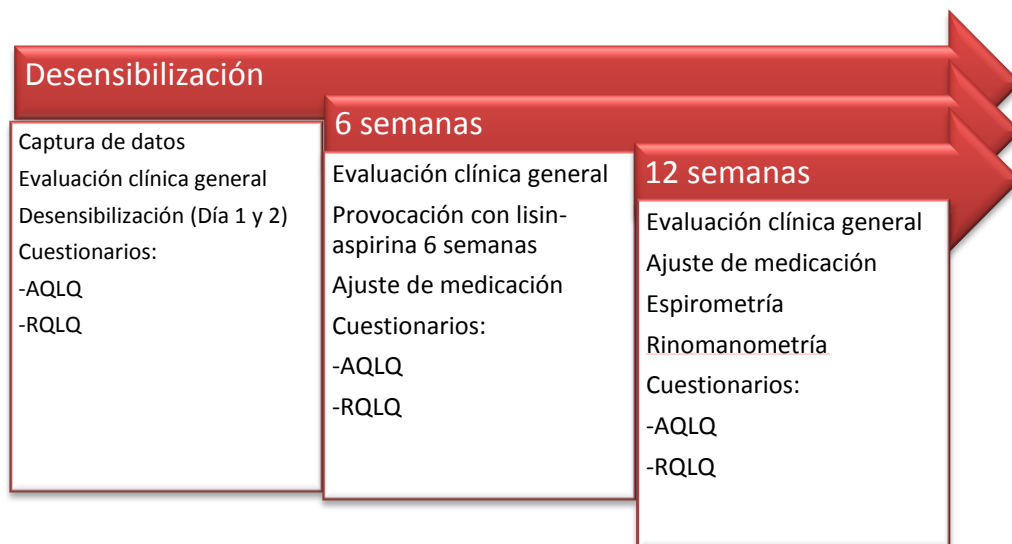 Desensibilización
Captura de datos
Evaluación clínica general
Desensibilización (Día 1 y 2)
Cuestionarios:
-AQLQ
-RQLQ
6 semanas
Evaluación clínica general
Provocación con lisin-
aspirina 6 semanas
Ajuste de medicación
Cuestionarios:
-AQLQ
-RQLQ
12 semanas
Evaluación clínica general
Ajuste de medicación
Espirometría
Rinomanometría
Cuestionarios:
-AQLQ
-RQLQ